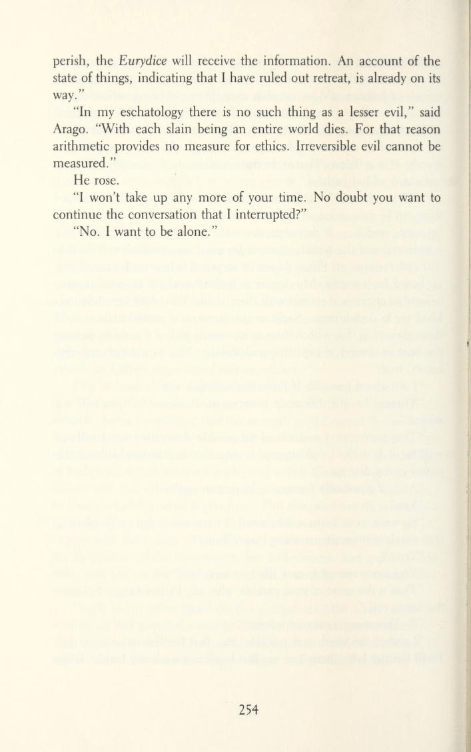 perish, the Eurydice will receive the information. An account of the
state of things, indicating that I have ruled out retreat, is already on its
way.”
“In my eschatology there is no such thing as a lesser evil,” said
Arago. “With each slain being an entire world dies. For that reason
arithmetic provides no measure for ethics. Irreversible evil cannot be
measured.”
He rose.
“I won’t take up any more of your time. No doubt you want to
continue the conversation that I interrupted?”
“No. I want to be alone.”
254